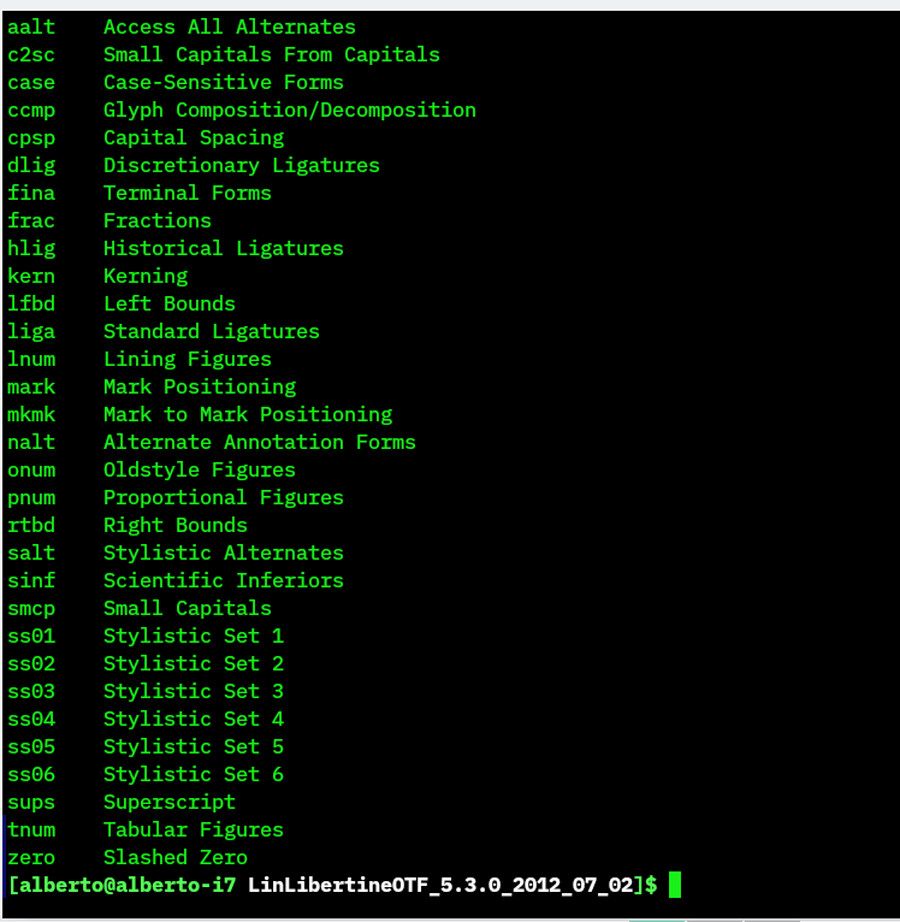 aalt    Access All Alternates
c2sc    Small Capitals From Capitals
case    Case-Sensitive Forms
ccmp    Glyph Composition/Decomposition
cpsp    Capital Spacing
dlig    Discretionary Ligatures
fina    Terminal Forms
frac    Fractions
hlig    Historical Ligatures
kern    Kerning
lfbd    Left Bounds
liga    Standard Ligatures
lnum    Lining Figures
mark    Mark Positioning
mkmk    Mark to Mark Positioning
nalt    Alternate Annotation Forms
onum    Oldstyle Figures
pnum    Proportional Figures
rtbd    Right Bounds
salt    Stylistic Alternates
sinf    Scientific Inferiors
smcp    Small Capitals
ss01    Stylistic Set 1
ss02    Stylistic Set 2
ss03    Stylistic Set 3
ss04    Stylistic Set 4
ss05    Stylistic Set 5
ss06    Stylistic Set 6
sups    Superscript
tnum    Tabular Figures
zero    Slashed Zero
[alberto@alberto-i7 LinLibertineOTF_5.3.0_2012_07_02]$